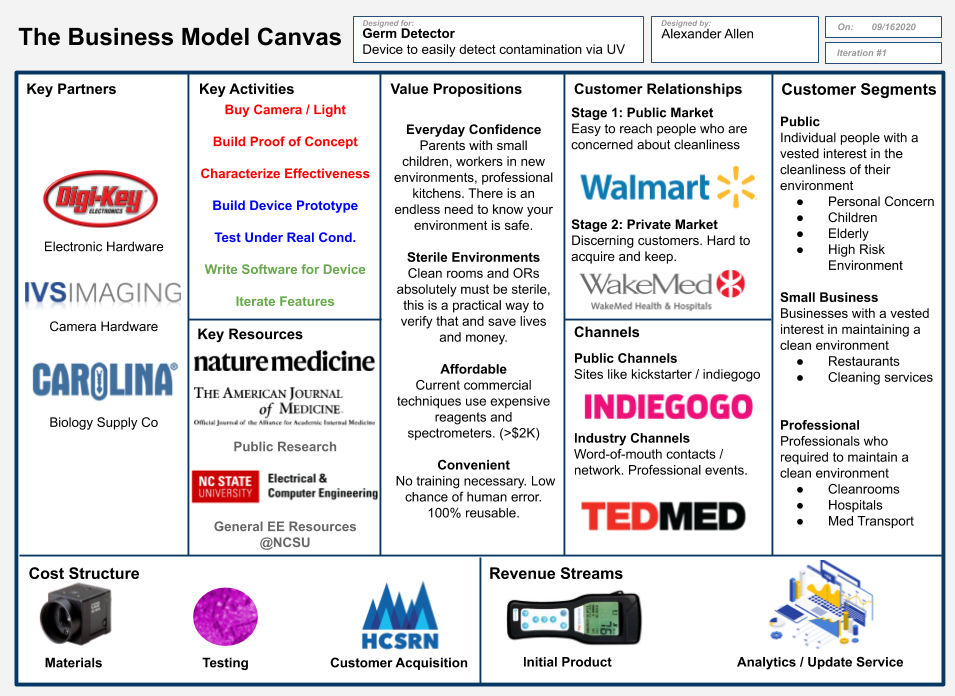 The Business Model Canvas
Designed for:
Germ Detector
Device to easily detect contamination via UV
Designed by:
Alexander Allen
On: 09/162020
Iteration #1
Key Partners
Digi-Key
ELECTRONICS
Electronic Hardware
IVSIMAGING
Camera Hardware
CAROLINA®
Biology Supply Co
Key Activities
Buy Camera / Light
Build Proof of Concept
Characterize Effectiveness
Build Device Prototype
Test Under Real Cond.
Write Software for Device
Iterate Features
Key Resources
nature medicine
THE AMERICAN JOURNAL
of MEDICINE
Official Journal of the Alliance for Academic Internal Medicine
Public Research
NC STATE
UNIVERSITY
Electrical &
Computer Engineering
General EE Resources
@NCSU
Value Propositions
Everyday Confidence
Parents with small
children, workers in new
environments, professional
kitchens. There is an
endless need to know your
environment is safe.
Sterile Environments
Clean rooms and ORs
absolutely must be sterile,
this is a practical way to
verify that and save lives
and money.
Affordable
Current commercial
techniques use expensive
reagents and
spectrometers. (>$2K)
Convenient
No training necessary. Low
chance of human error.
100% reusable.
Customer Relationships
Stage 1: Public Market
Easy to reach people who are
concerned about cleanliness
Walmart
Stage 2: Private Market
Discerning customers. Hard to
acquire and keep.
WakeMed
WakeMed Health & Hospitals
Channels
Public Channels
Sites like kickstarter / indiegogo
INDIEGOGO
Industry Channels
Word-of-mouth contacts /
network. Professional events.
TEDMED
Customer Segments
Public
Individual people with a
vested interest in the
cleanliness of their
environment
● Personal Concern
● Children
● Elderly
● High Risk
Environment
Small Business
Businesses with a vested
interest in maintaining a
clean environment
● Restaurants
● Cleaning services
Professional
Professionals who
required to maintain a
clean environment
● Cleanrooms
● Hospitals
● Med Transport
Cost Structure
Materials
Testing
HCSRN
Customer Acquisition
Revenue Streams
Initial Product
Analytics / Update Service